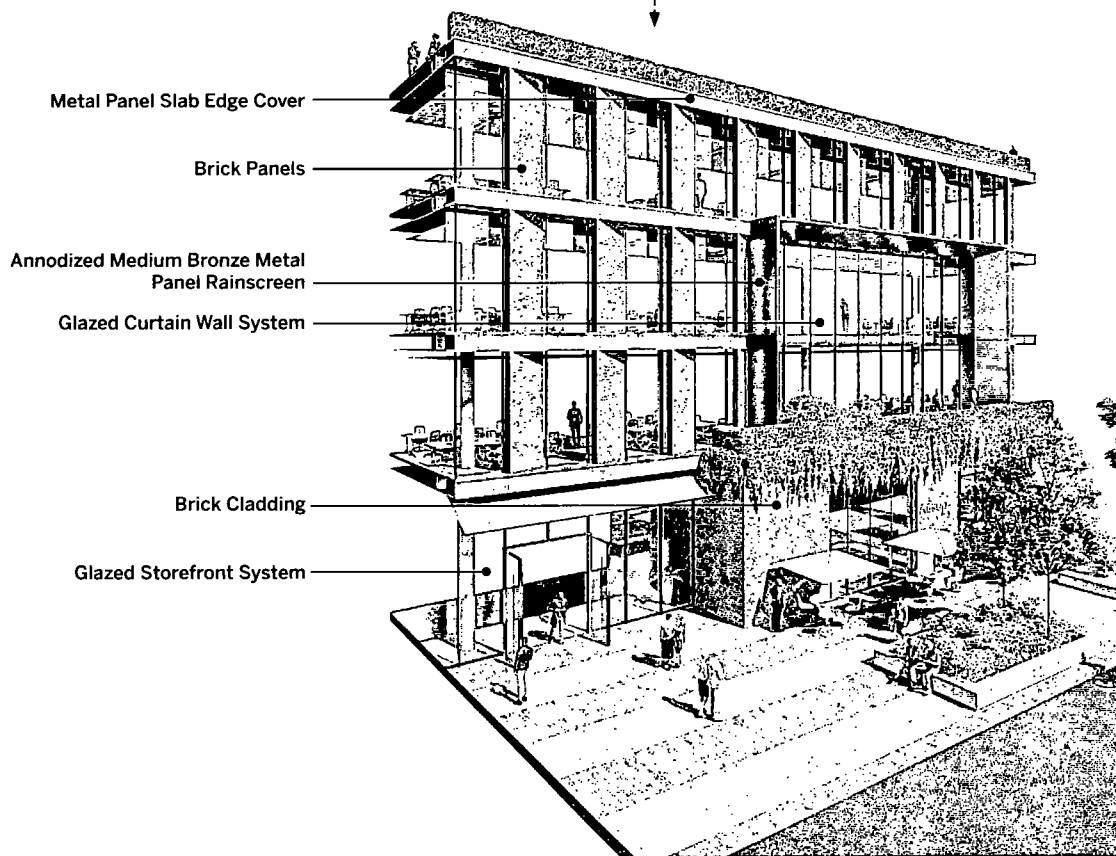 Metal Panel Slab Edge Cover
Brick Panels
Annodized Medium Bronze Metal
Panel Rainscreen
Glazed Curtain Wall System
Brick Cladding
Glazed Storefront System